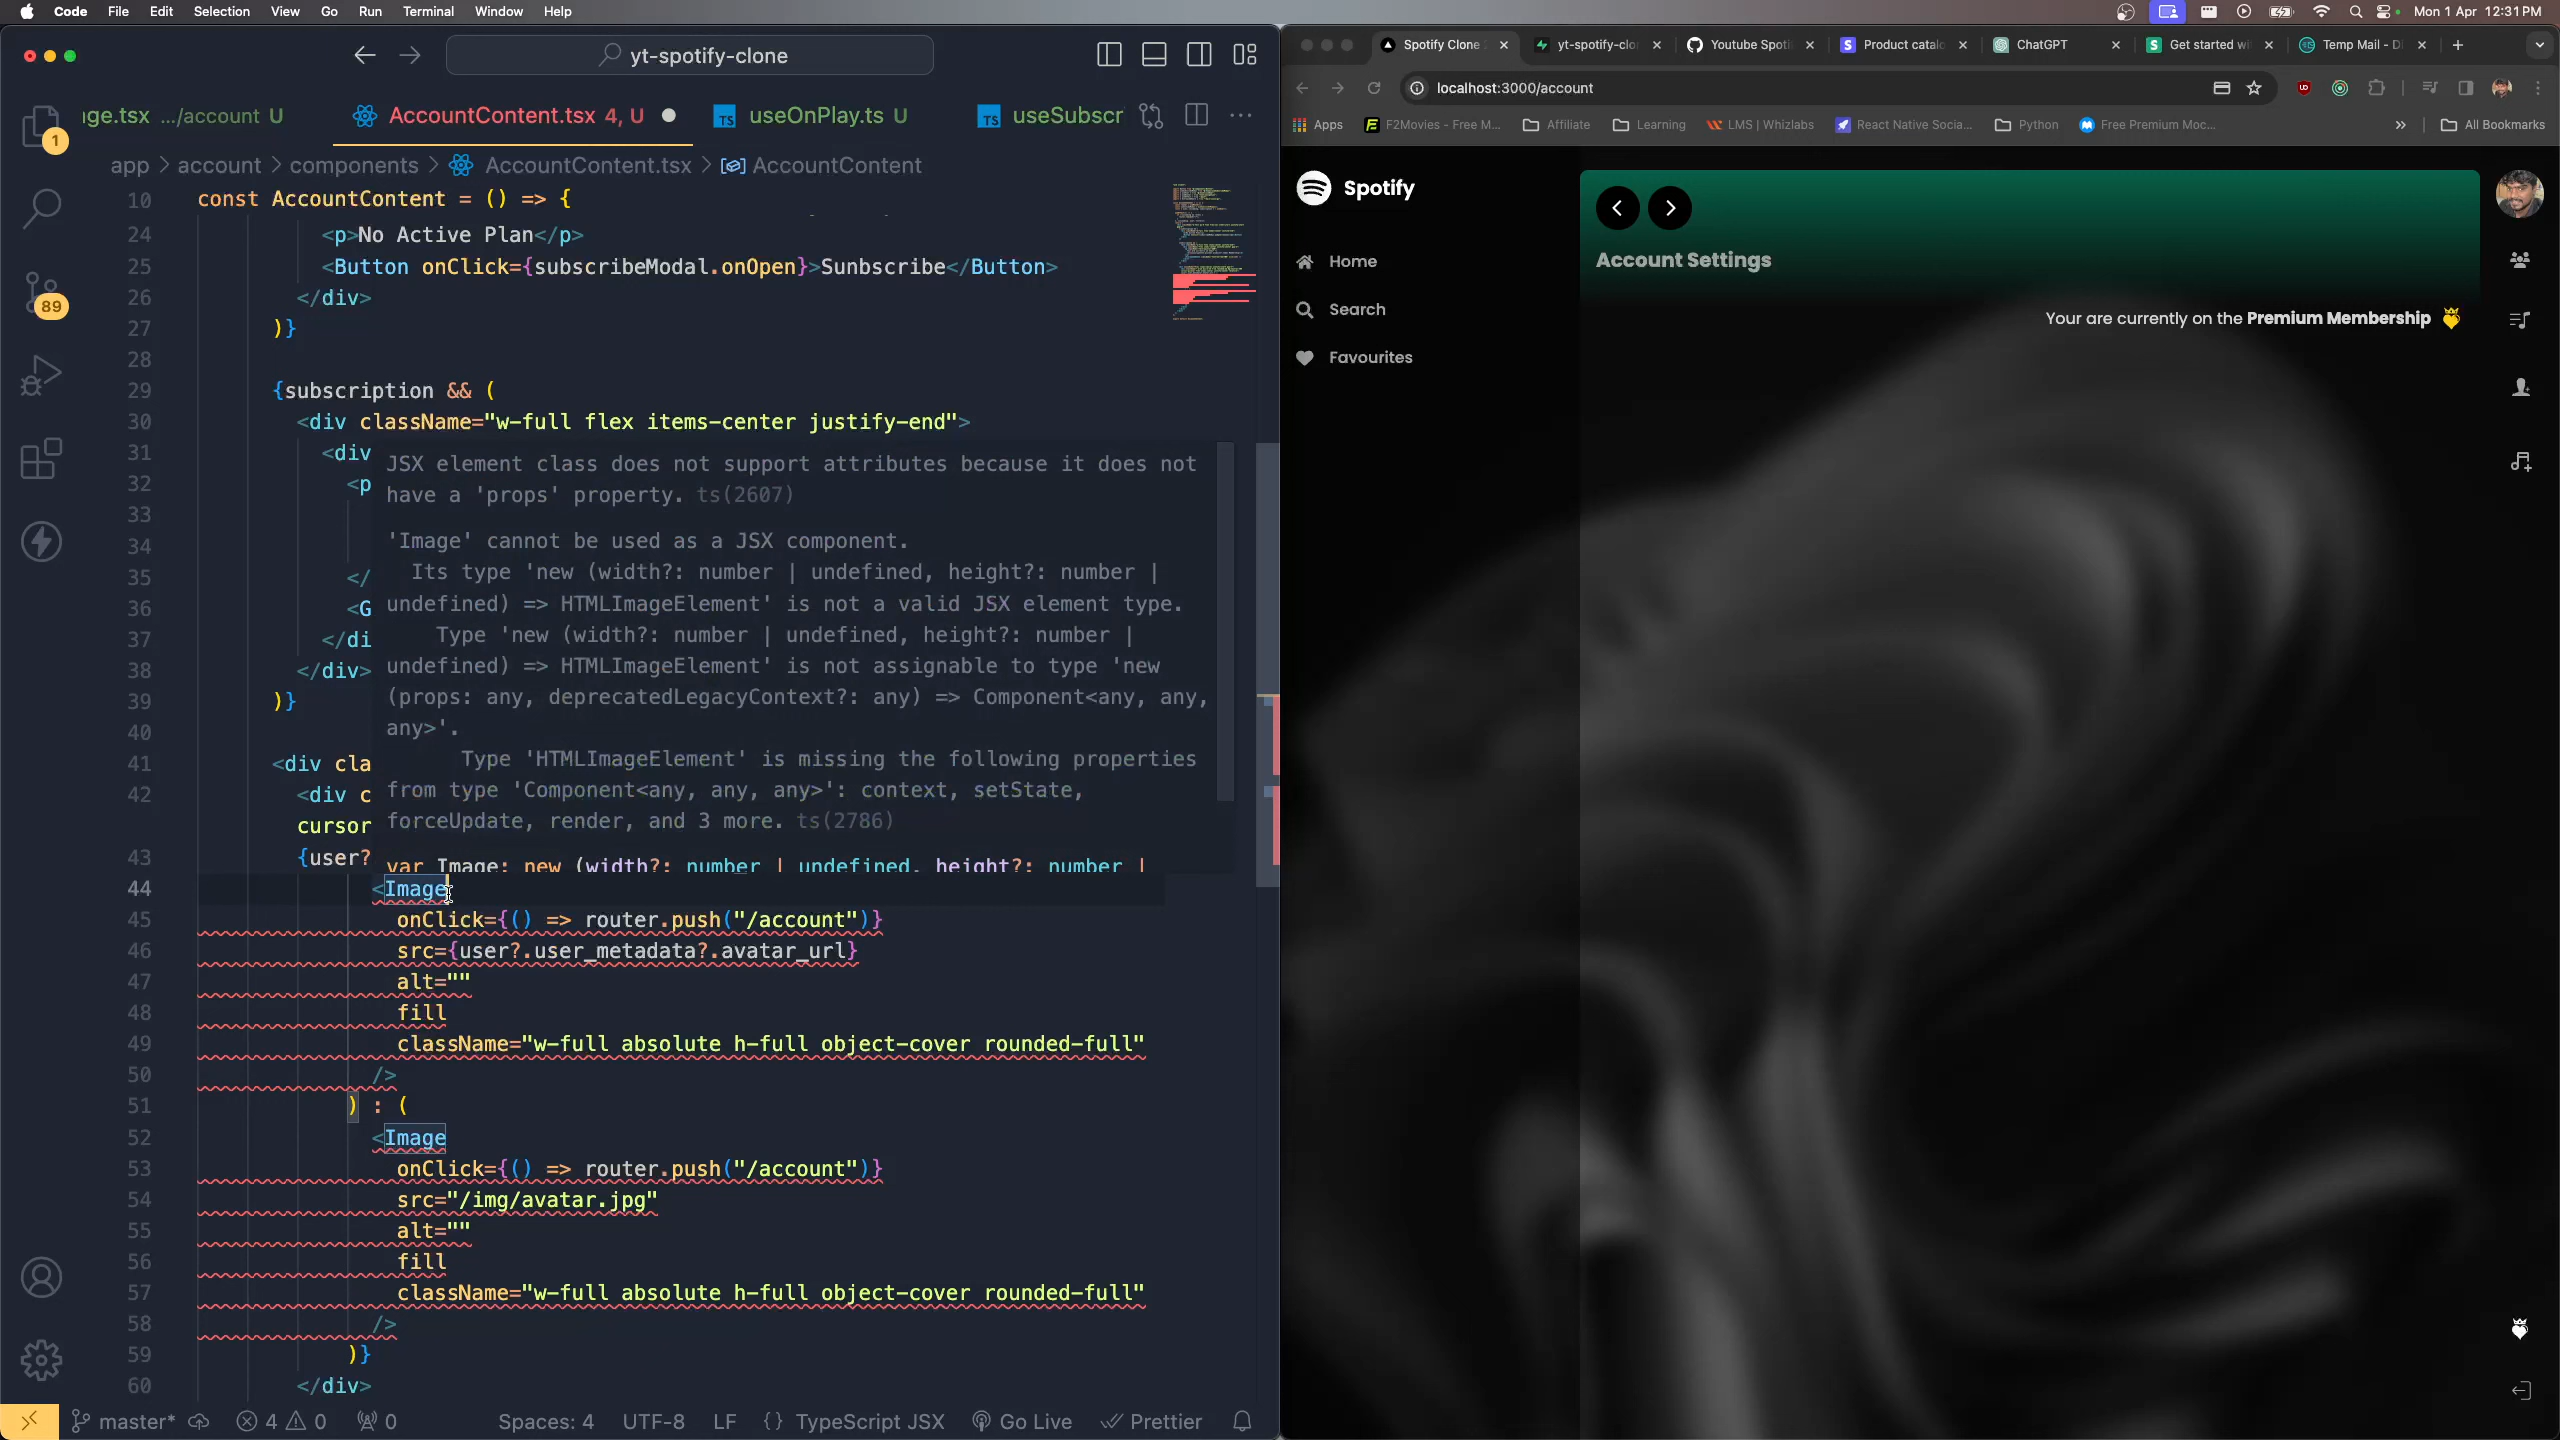 Code File Edit Selection View Go Run Terminal Window Help
Mon 1 Apr 12:31 PM
yt-spotify-clone
Spotify Clone
yt-spotify-clo
Youtube Spoti
Product catalo
ChatGPT
Get started wi
Temp Mail - D
localhost:3000/account
Apps
F2Movies - Free M...
Affiliate
Learning
LMS | Whizlabs
React Native Socia...
Python
Free Premium Moc...
All Bookmarks
ge.tsx .../account U
AccountContent.tsx 4, U
TS useOnPlay.ts U
TS useSubscr
app > account > components > AccountContent.tsx > AccountContent
1
89
10 const AccountContent = () => {
24 <p>No Active Plan</p>
25 <Button onClick={subscribeModal.onOpen}>Sunbscribe</Button>
26 </div>
27 )}
28
29 {subscription && (
30 <div className="w-full flex items-center justify-end">
31 <div
32 <p
33
34
35 </
36 <G
37 </di
38 </div>
39 )}
40
41 <div cla
42 <div c
cursor
43 {user?
JSX element class does not support attributes because it does not
have a 'props' property. ts(2607)
'Image' cannot be used as a JSX component.
Its type 'new (width?: number | undefined, height?: number |
undefined) => HTMLImageElement' is not a valid JSX element type.
Type 'new (width?: number | undefined, height?: number |
undefined) => HTMLImageElement' is not assignable to type 'new
(props: any, deprecatedLegacyContext?: any) => Component<any, any,
any>'.
Type 'HTMLImageElement' is missing the following properties
from type 'Component<any, any, any>': context, setState,
forceUpdate, render, and 3 more. ts(2786)
var Image: new (width?: number | undefined, height?: number |
44 <Image
45 onClick={() => router.push("/account")}
46 src={user?.user_metadata?.avatar_url}
47 alt=""
48 fill
49 className="w-full absolute h-full object-cover rounded-full"
50 />
51 ) : (
52 <Image
53 onClick={() => router.push("/account")}
54 src="/img/avatar.jpg"
55 alt=""
56 fill
57 className="w-full absolute h-full object-cover rounded-full"
58 />
59 )}
60 </div>
master* 4 0 0 Spaces: 4 UTF-8 LF {} TypeScript JSX Go Live Prettier
Spotify
Home
Search
Favourites
Account Settings
Your are currently on the Premium Membership